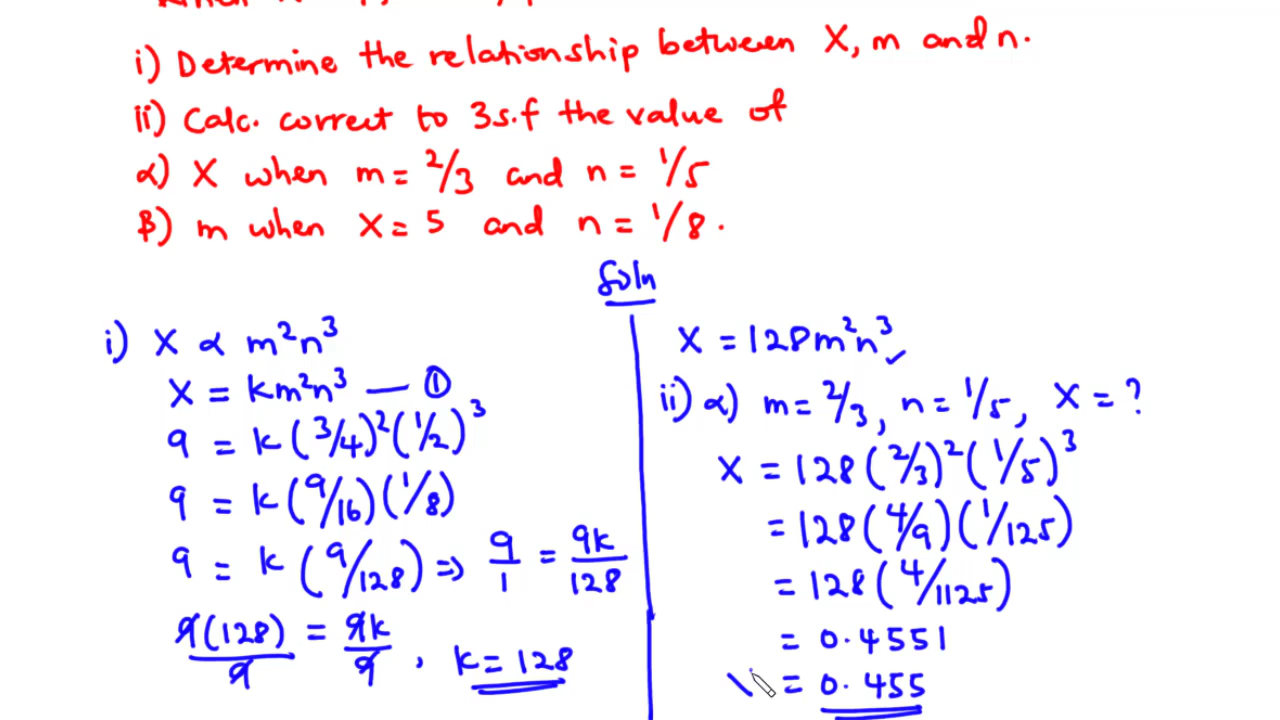 i) Determine the relationship between X, m and n.
ii) Calc. correct to 3s.f the value of
α) X when m = 2/3 and n = 1/5
β) m when X = 5 and n = 1/8.
Soln
i) X ∝ m²n³
X = km²n³ — ①
9 = k(3/4)²(1/2)³
9 = k(9/16)(1/8)
9 = k(9/128) ⇒ 9/1 = 9k/128
9(128)/9 = 9k/9, k = 128
X = 128m²n³ ✓
ii) α) m = 2/3, n = 1/5, X = ?
X = 128(2/3)²(1/5)³
= 128(4/9)(1/125)
= 128(4/1125)
= 0.4551
= 0.455